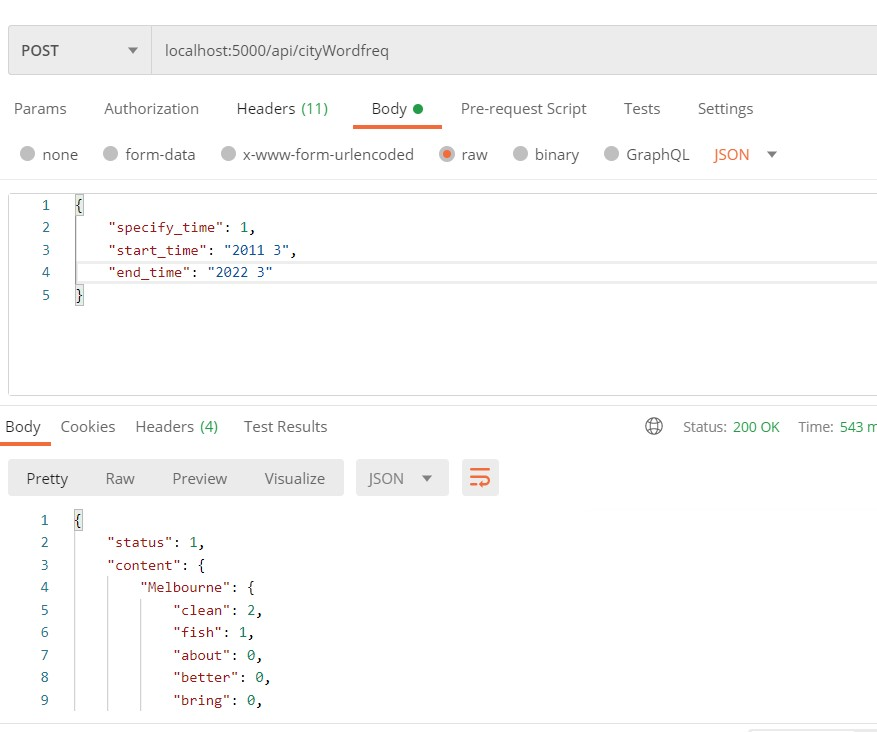 POST localhost:5000/api/cityWordfreq
Params Authorization Headers (11) Body Pre-request Script Tests Settings
none form-data x-www-form-urlencoded raw binary GraphQL JSON
1 {
2 "specify_time": 1,
3 "start_time": "2011 3",
4 "end_time": "2022 3"
5 }
Body Cookies Headers (4) Test Results Status: 200 OK Time: 543 m
Pretty Raw Preview Visualize JSON
1 {
2 "status": 1,
3 "content": {
4 "Melbourne": {
5 "clean": 2,
6 "fish": 1,
7 "about": 0,
8 "better": 0,
9 "bring": 0,